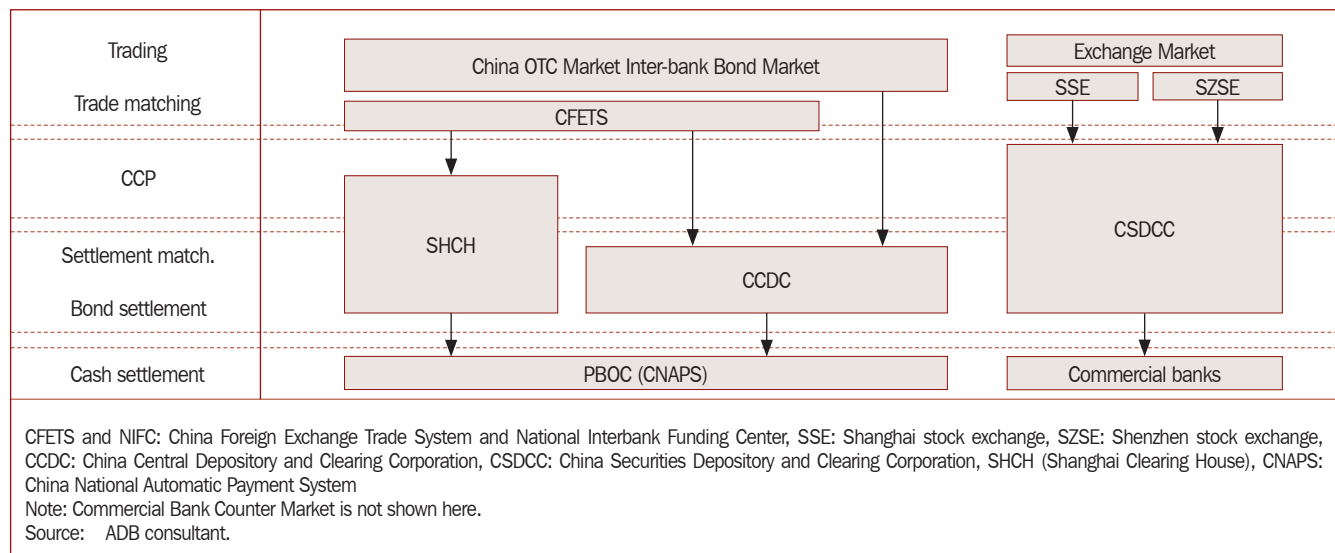 Trading
China OTC Market Inter-bank Bond Market
Exchange Market
SSE
SZSE
Trade matching
CFETS
CCP
SHCH
CSDCC
Settlement match.
CCDC
Bond settlement
Cash settlement
PBOC (CNAPS)
Commercial banks
CFETS and NIFC: China Foreign Exchange Trade System and National Interbank Funding Center, SSE: Shanghai stock exchange, SZSE: Shenzhen stock exchange,
CCDC: China Central Depository and Clearing Corporation, CSDCC: China Securities Depository and Clearing Corporation, SHCH (Shanghai Clearing House), CNAPS:
China National Automatic Payment System
Note: Commercial Bank Counter Market is not shown here.
Source: ADB consultant.